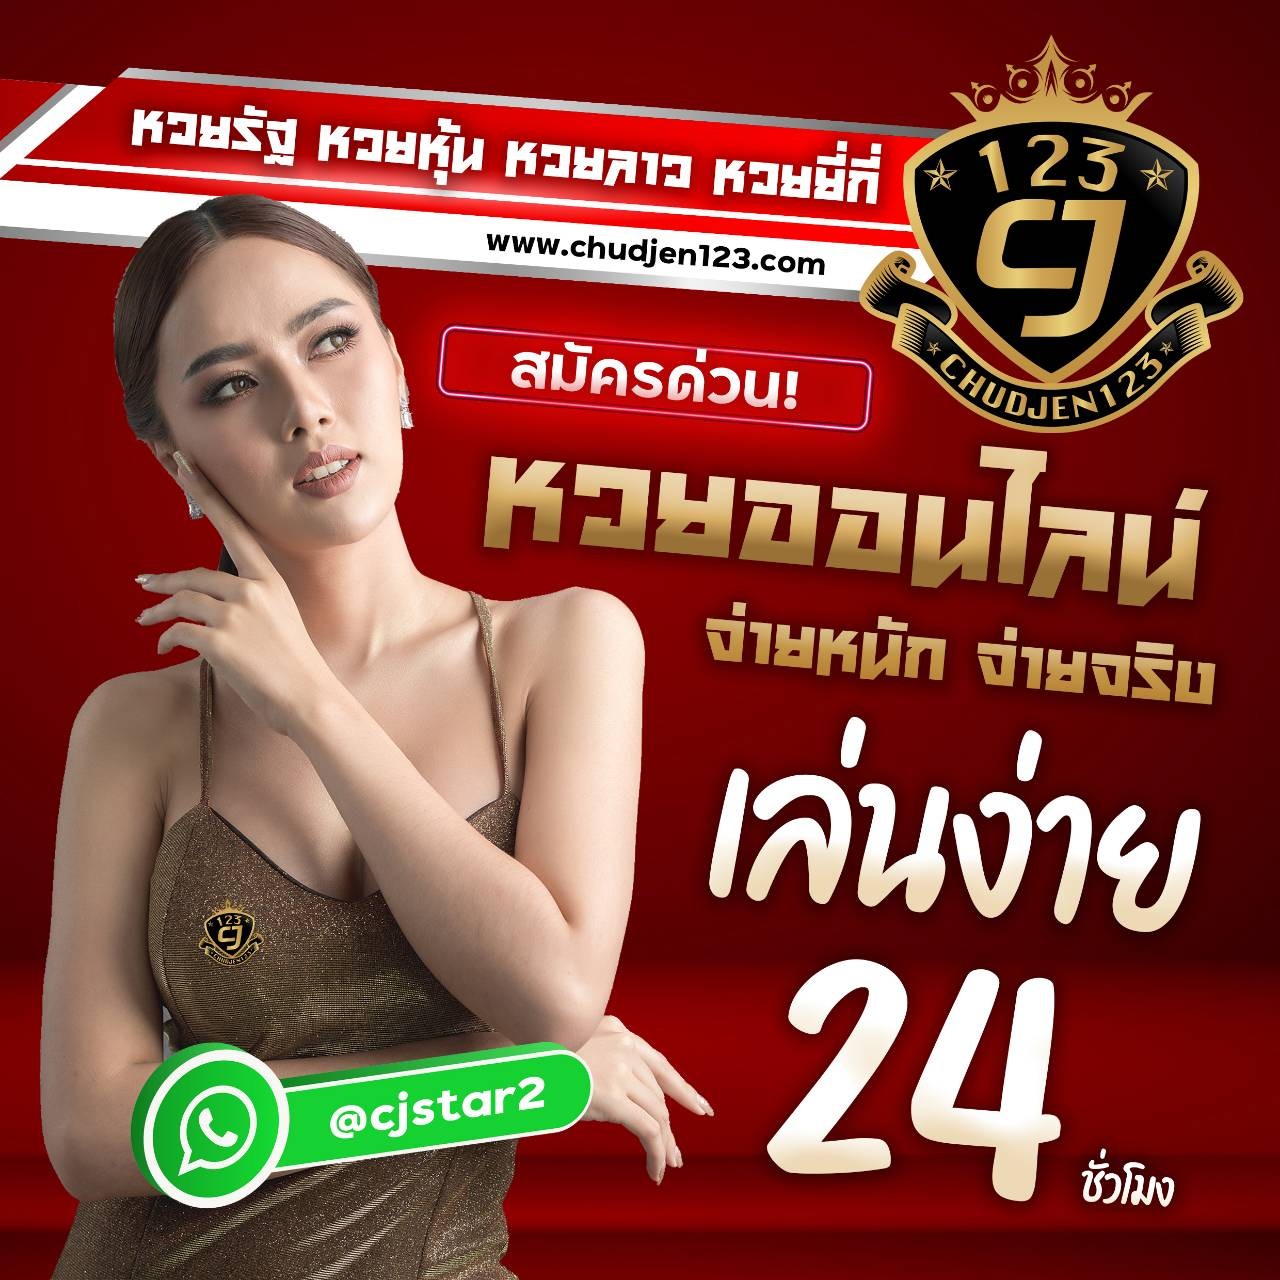 หวยรัฐ หวยหุ้น หวยลาว หวยยี่กี่
www.chudjen123.com
123
CJ
CHUDJEN123
สมัครด่วน!
หวยออนไลน์
จ่ายหนัก จ่ายจริง
เล่นง่าย
24
ชั่วโมง
123
CJ
CHUDJEN123
@cjstar2